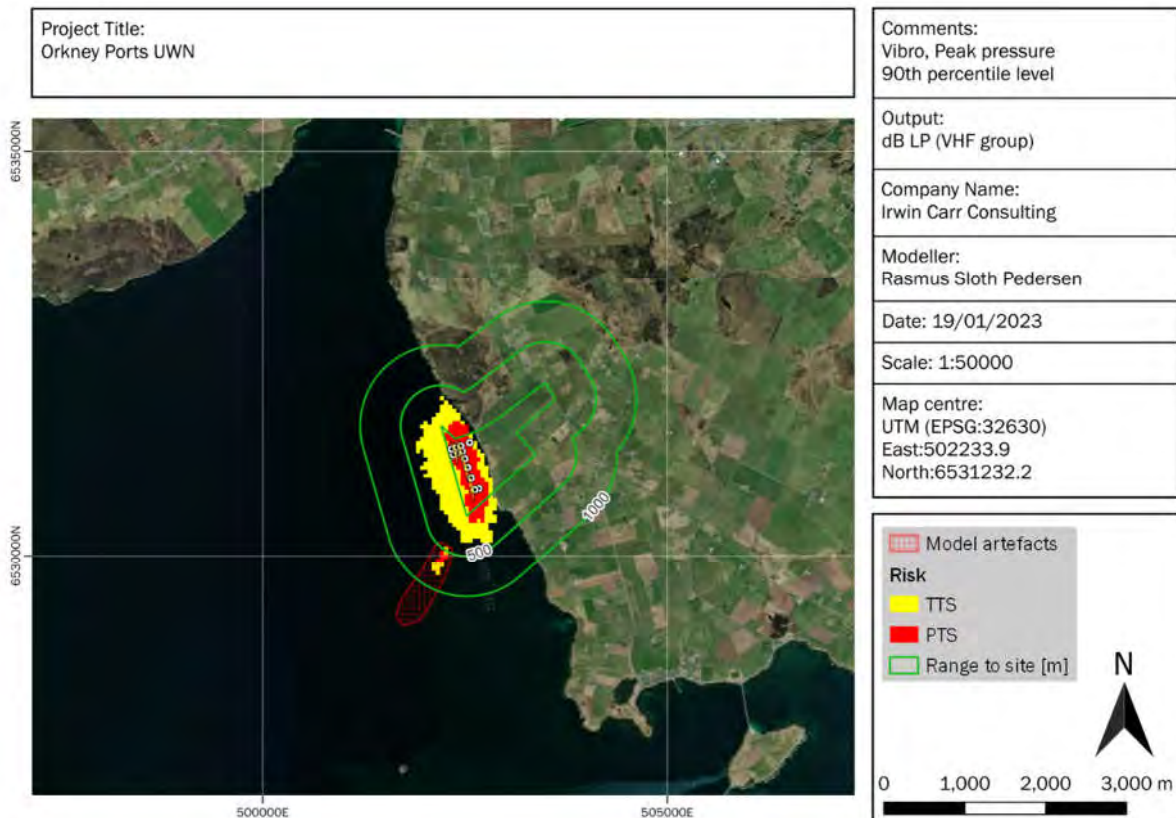 Project Title:
Orkney Ports UWN
Comments:
Vibro, Peak pressure
90th percentile level
Output:
dB LP (VHF group)
Company Name:
Irwin Carr Consulting
Modeller:
Rasmus Sloth Pedersen
Date: 19/01/2023
Scale: 1:50000
Map centre:
UTM (EPSG:32630)
East:502233.9
North:6531232.2
6535000N
6530000N
500000E
505000E
1000
500
Model artefacts
Risk
TTS
PTS
Range to site [m]
N
0 1,000 2,000 3,000 m